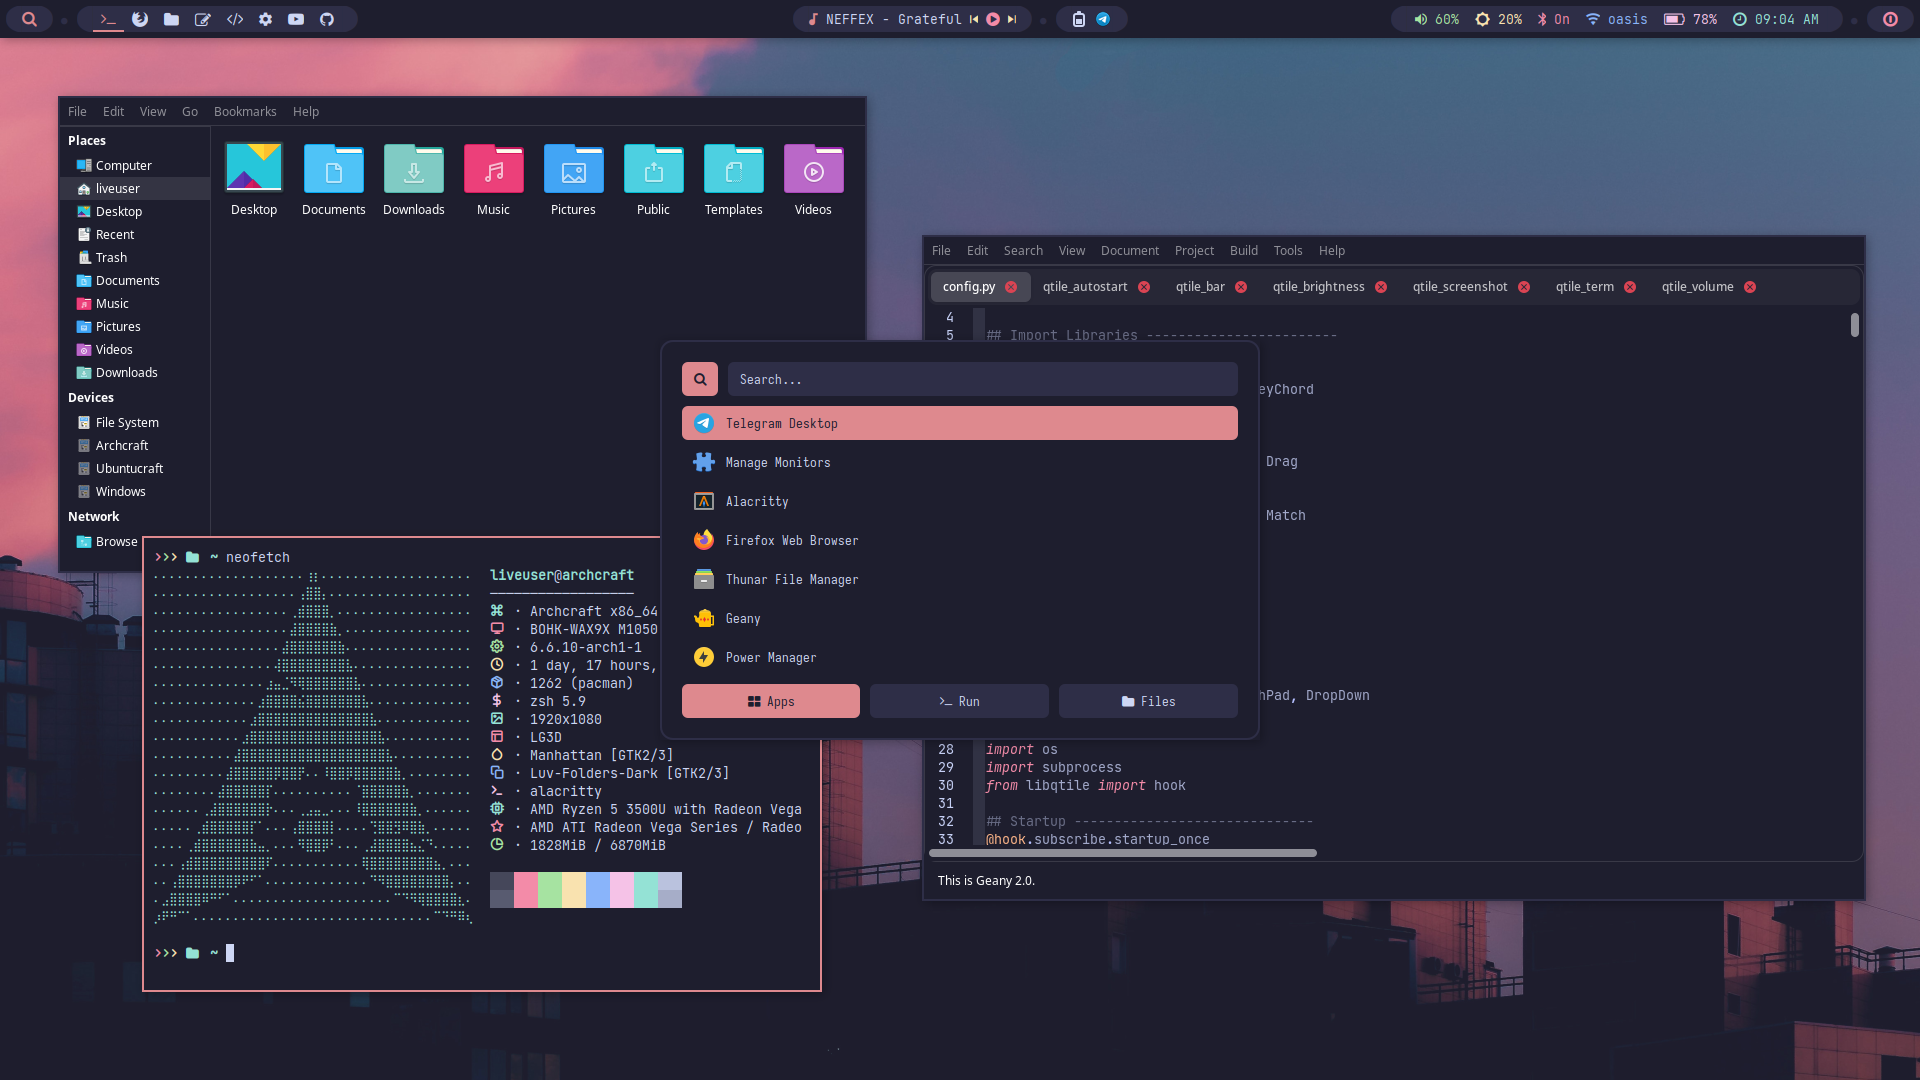 NEFFEX - Grateful
60%
20%
On
oasis
78%
09:04 AM
File Edit View Go Bookmarks Help
Places
Computer
liveuser
Desktop
Recent
Trash
Documents
Music
Pictures
Videos
Downloads
Devices
File System
Archcraft
Ubuntucraft
Windows
Network
Browse
Desktop Documents Downloads Music Pictures Public Templates Videos
File Edit Search View Document Project Build Tools Help
config.py qtile_autostart qtile_bar qtile_brightness qtile_screenshot qtile_term qtile_volume
4
5 ## Import Libraries ------------------------
eyChord
Drag
Match
hPad, DropDown
28 import os
29 import subprocess
30 from libqtile import hook
31
32 ## Startup ------------------------------
33 @hook.subscribe.startup_once
This is Geany 2.0.
Search...
Telegram Desktop
Manage Monitors
Alacritty
Firefox Web Browser
Thunar File Manager
Geany
Power Manager
Apps
>_ Run
Files
>>> ~ neofetch
liveuser@archcraft
· Archcraft x86_64
· BOHK-WAX9X M1050
· 6.6.10-arch1-1
· 1 day, 17 hours,
· 1262 (pacman)
· zsh 5.9
· 1920x1080
· LG3D
· Manhattan [GTK2/3]
· Luv-Folders-Dark [GTK2/3]
· alacritty
· AMD Ryzen 5 3500U with Radeon Vega
· AMD ATI Radeon Vega Series / Radeo
· 1828MiB / 6870MiB
>>> ~